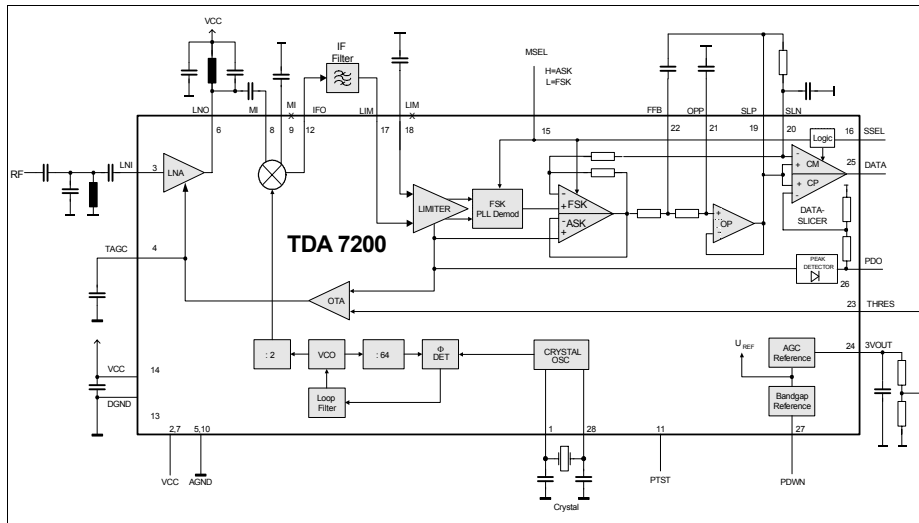 VCC
IF
Filter
MSEL
H=ASK
L=FSK
LNO
MI
MI
X
IFO
LIM
LIM
X
FFB
OPP
SLP
SLN
6
8
9
12
17
18
15
22
21
19
20
16
SSEL
Logic
RF
LNI
3
LNA
LIMITER
FSK
PLL Demod
-
+
FSK
-
ASK
+
+
-
OP
-
+
CM
+
CP
-
25
DATA
DATA-
SLICER
TDA 7200
TAGC
4
OTA
PEAK
DETECTOR
PDO
26
23
THRES
VCC
14
DGND
13
: 2
VCO
: 64
Φ
DET
Loop
Filter
CRYSTAL
OSC
U REF
AGC
Reference
24
3VOUT
Bandgap
Reference
2,7
5,10
1
28
11
27
VCC
AGND
Crystal
PTST
PDWN